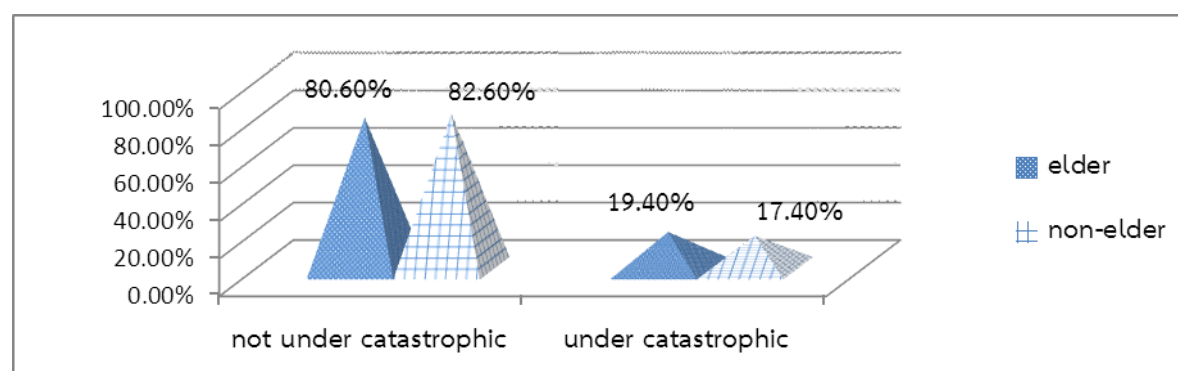 80.60%
82.60%
100.00%
80.00%
60.00%
40.00%
20.00%
0.00%
19.40%
17.40%
elder
non-elder
not under catastrophic
under catastrophic